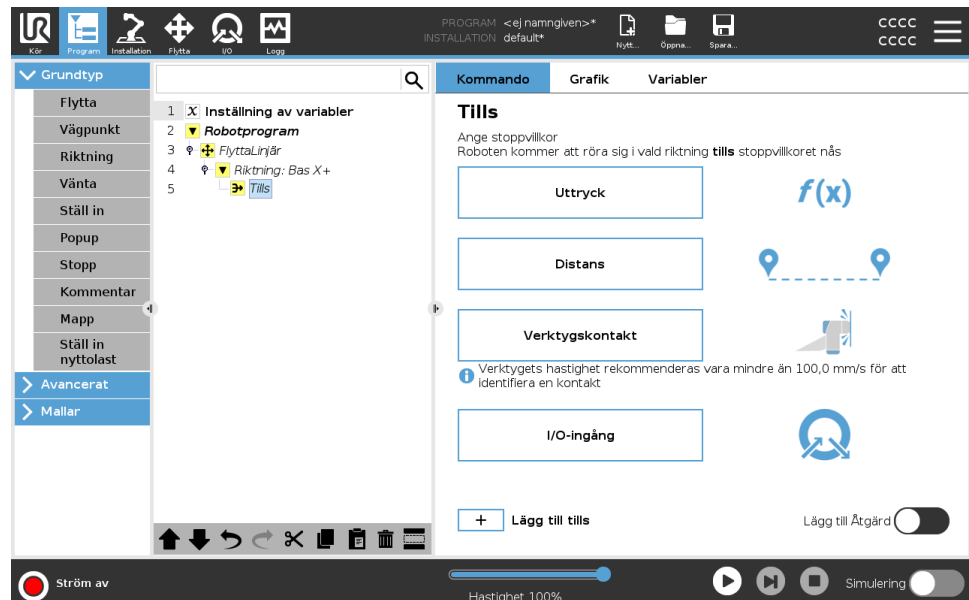 PROGRAM <ej namngiven>*
INSTALLATION default*
cccc
cccc
Kör
Program
Installation
Flytta
I/O
Logg
Nytt...
Öppna...
Spara...
Grundtyp
Flytta
Vägpunkt
Riktning
Vänta
Ställ in
Popup
Stopp
Kommentar
Mapp
Ställ in
nyttolast
Avancerat
Mallar
1 X Inställning av variabler
2 Robotprogram
3 FlyttaLinjär
4 Riktning: Bas X+
5 Tills
Kommando Grafik Variabler
Tills
Ange stoppvillkor
Roboten kommer att röra sig i vald riktning tills stoppvillkoret nås
Uttryck
f(x)
Distans
Verktygskontakt
Verktygets hastighet rekommenderas vara mindre än 100,0 mm/s för att
identifiera en kontakt
I/O-ingång
+ Lägg till tills
Lägg till Åtgärd
Ström av
Hastighet 100%
Simulering